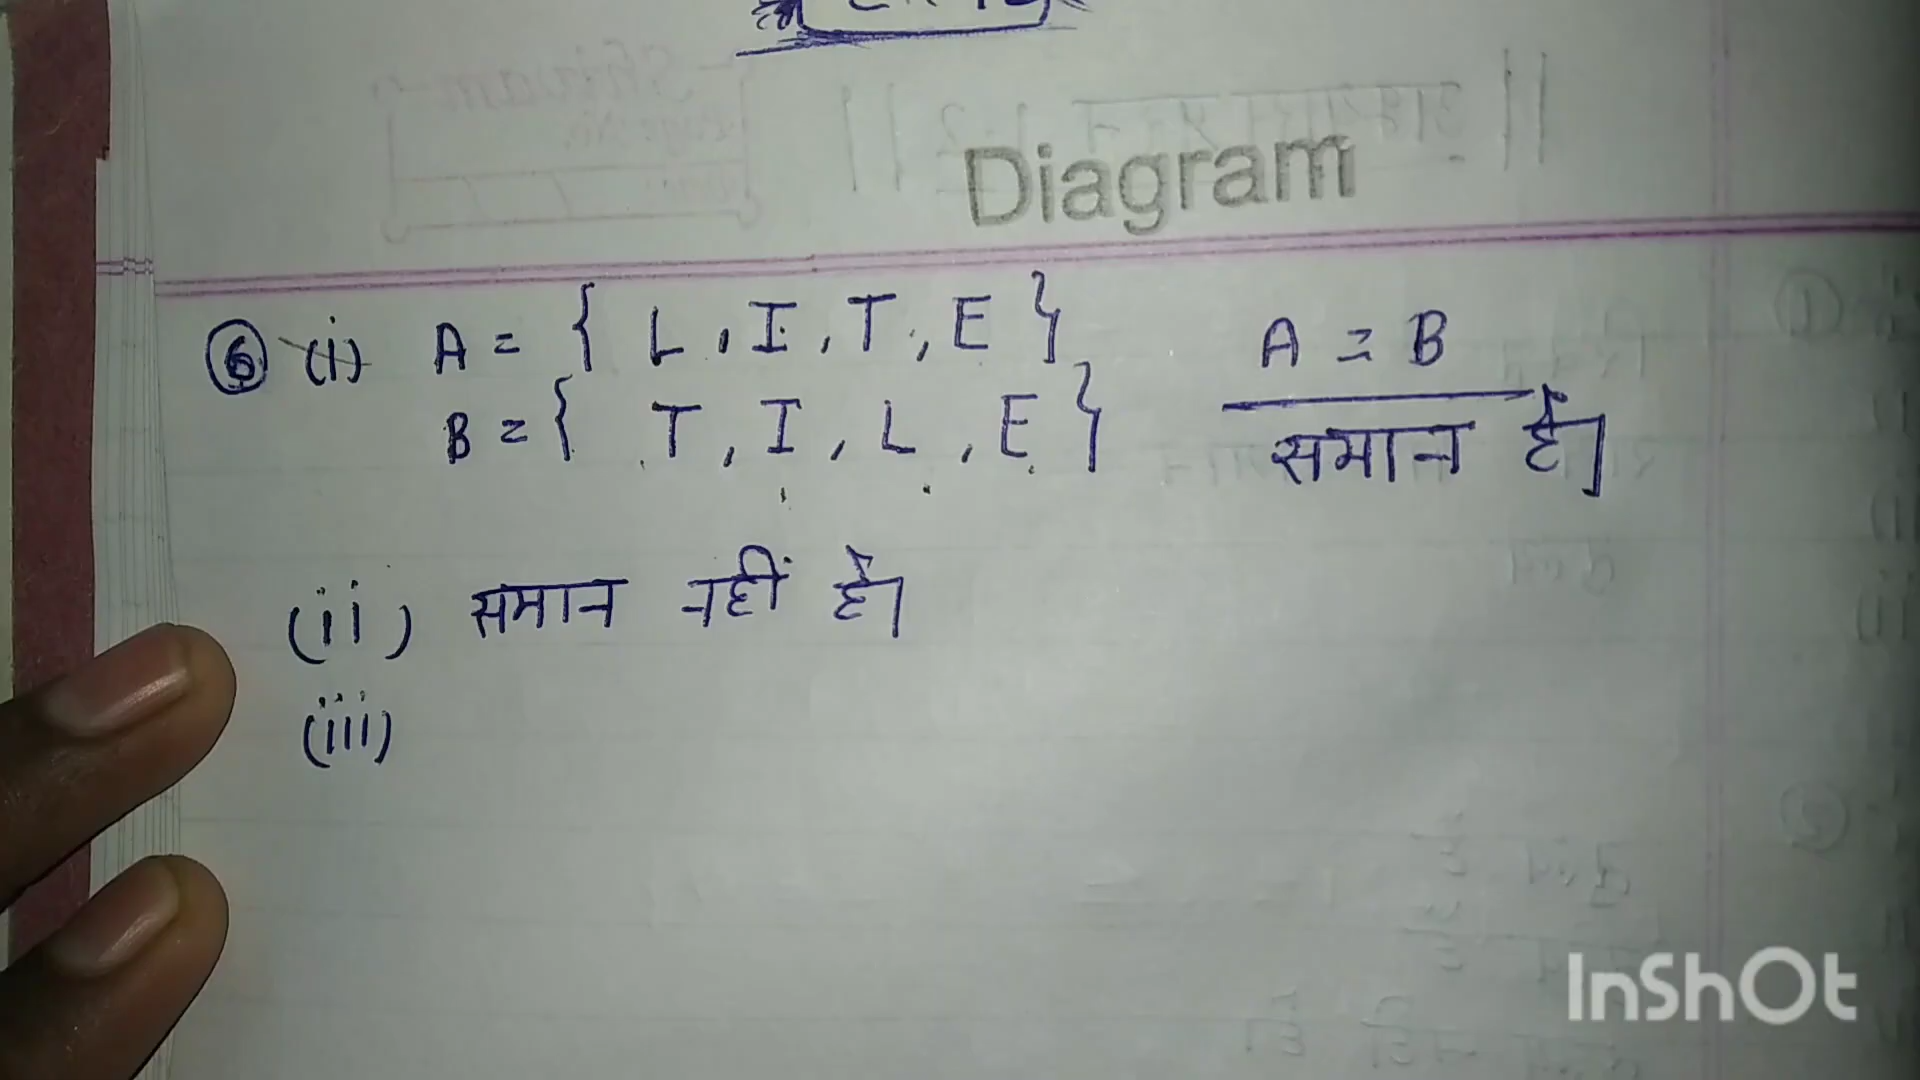 Diagram
⑥ (i) A = { L , I , T , E } A = B
B = { T , I , L , E } समान है।
(ii) समान नहीं है।
(iii)
InShOt